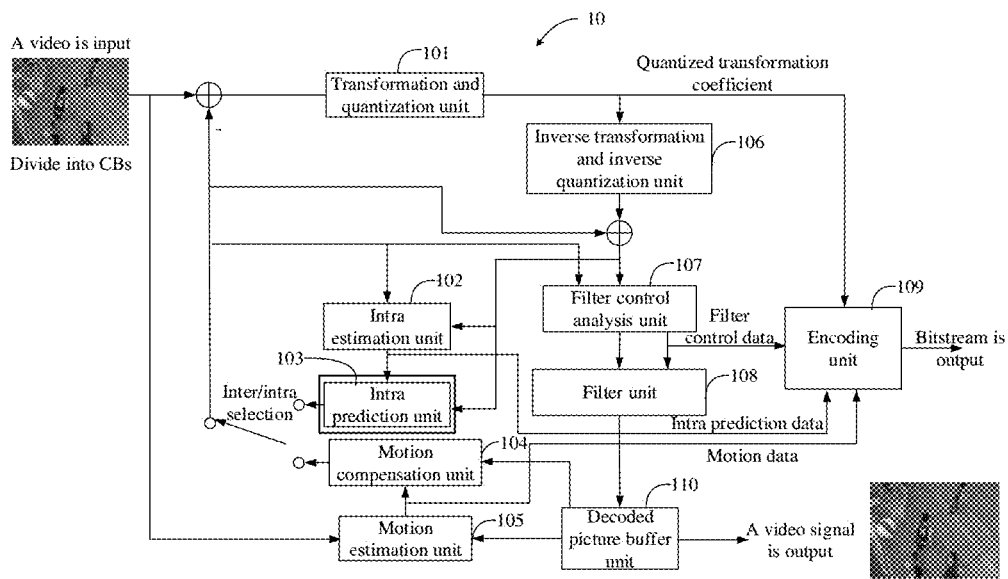 10
A video is input
101
Transformation and
quantization unit
Quantized transformation
coefficient
Divide into CBs
Inverse transformation
and inverse
quantization unit
106
102
107
109
Intra
estimation unit
Filter control
analysis unit
Filter
control data
Encoding
unit
Bitstream is
output
103
Intra
prediction unit
Inter/intra
selection
Filter unit
108
Intra prediction data
104
Motion
compensation unit
Motion data
110
105
Motion
estimation unit
Decoded
picture buffer
unit
A video signal
is output